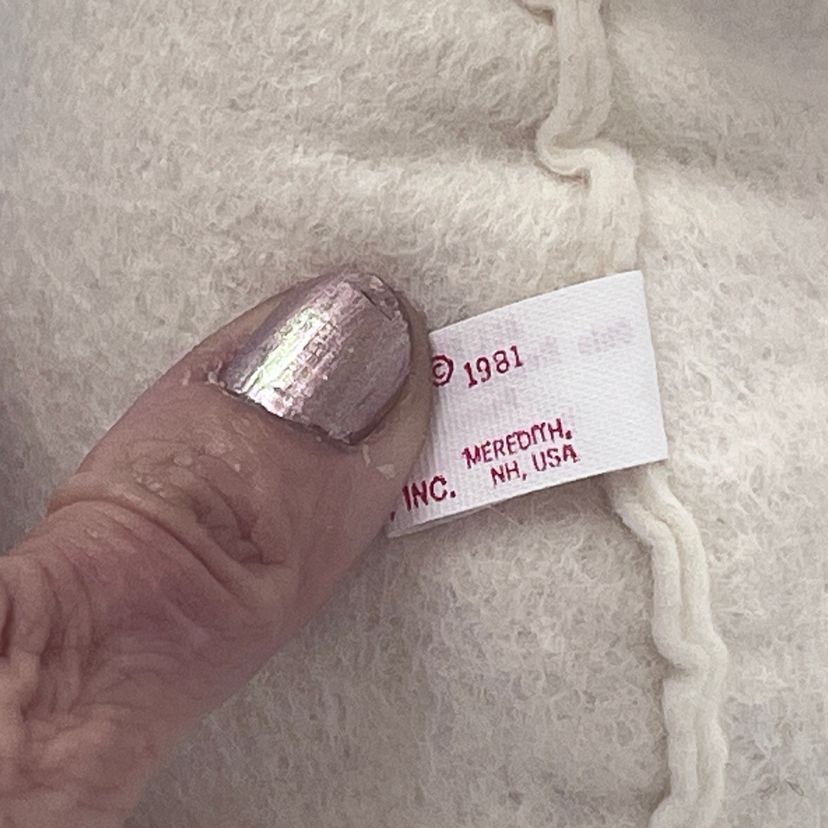 © 1981
MEREDITH,
, INC. NH, USA